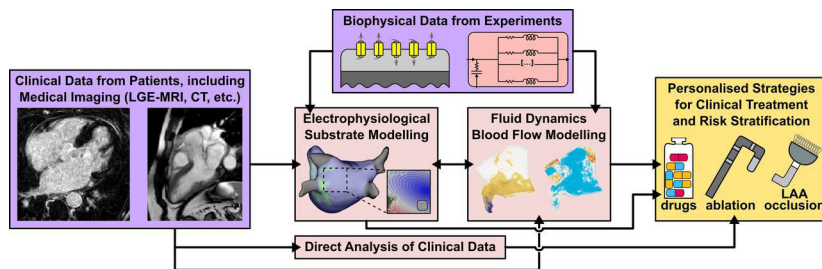 Biophysical Data from Experiments
[...]
Clinical Data from Patients, including
Medical Imaging (LGE-MRI, CT, etc.)
Electrophysiological
Substrate Modelling
Fluid Dynamics
Blood Flow Modelling
Personalised Strategies
for Clinical Treatment
and Risk Stratification
drugs
ablation
LAA
occlusion
Direct Analysis of Clinical Data